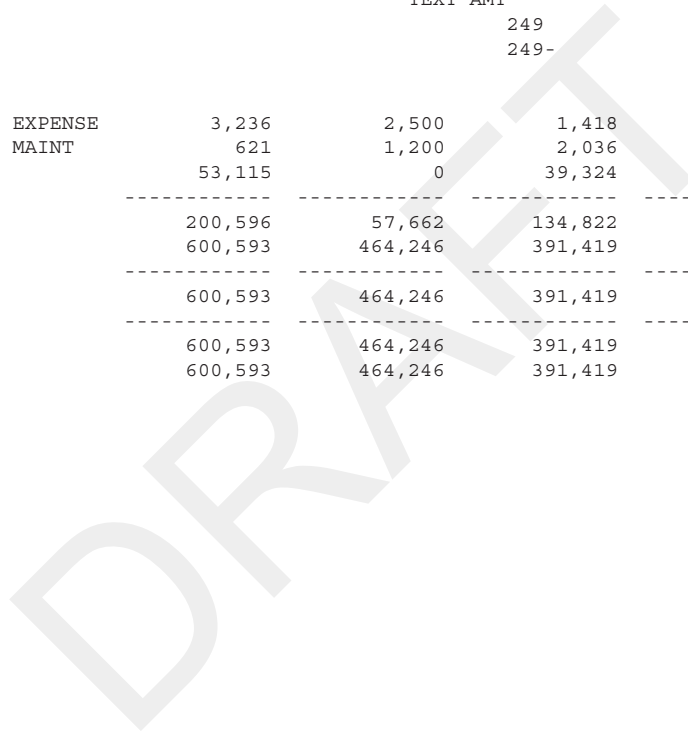 TEXT AMT
249
249-
EXPENSE 3,236 2,500 1,418
MAINT 621 1,200 2,036
53,115 0 39,324
------------ ------------ ------------ ----
200,596 57,662 134,822
600,593 464,246 391,419
------------ ------------ ------------ ----
600,593 464,246 391,419
------------ ------------ ------------ ----
600,593 464,246 391,419
600,593 464,246 391,419
DRAFT